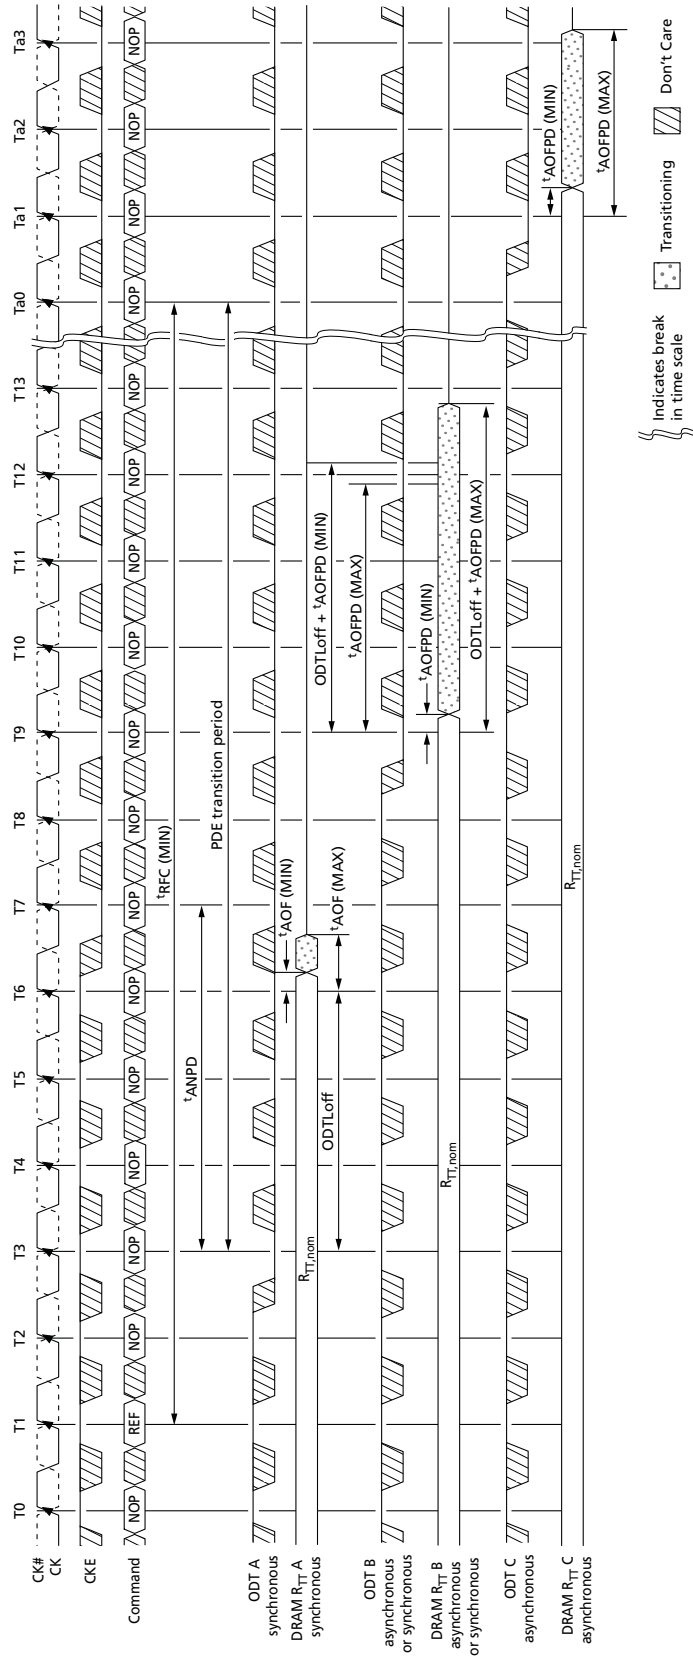 T0 T1 T2 T3 T4 T5 T6 T7 T8 T9 T10 T11 T12 T13 Ta0 Ta1 Ta2 Ta3
CK#
CK
CKE
Command
NOP REF NOP NOP NOP NOP NOP NOP NOP NOP NOP NOP NOP NOP NOP NOP NOP NOP
tRFC (MIN)
tANPD
PDE transition period
ODT A
synchronous
tAOF (MIN)
DRAM RTT A
synchronous
RTT,nom
tAOF (MAX)
ODTLoff
ODTLoff + tAOFPD (MIN)
tAOFPD (MAX)
ODT B
asynchronous
or synchronous
tAOFPD (MIN)
DRAM RTT B
asynchronous
or synchronous
RTT,nom
ODTLoff + tAOFPD (MAX)
ODT C
asynchronous
tAOFPD (MIN)
DRAM RTT C
asynchronous
RTT,nom
tAOFPD (MAX)
Indicates break
in time scale
Transitioning
Don't Care